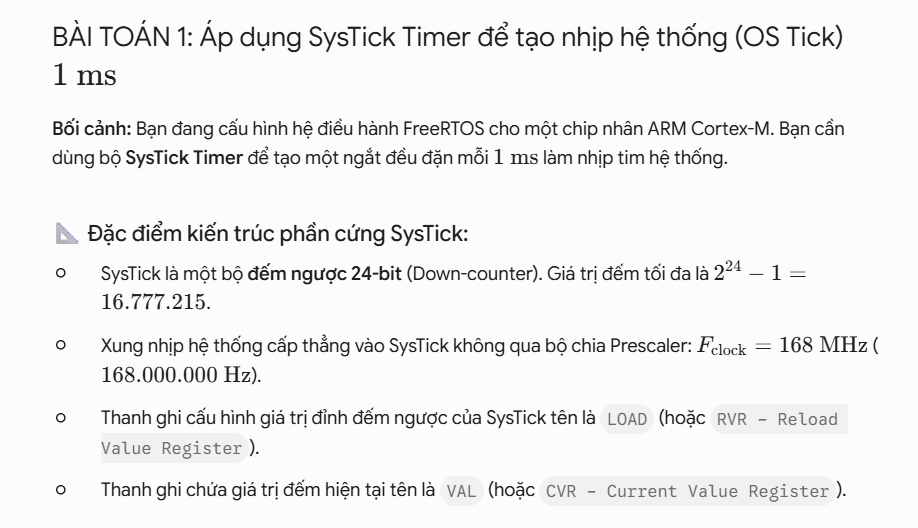 BÀI TOÁN 1: Áp dụng SysTick Timer để tạo nhịp hệ thống (OS Tick)
1 ms
Bối cảnh: Bạn đang cấu hình hệ điều hành FreeRTOS cho một chip nhân ARM Cortex-M. Bạn cần
dùng bộ SysTick Timer để tạo một ngắt đều đặn mỗi 1 ms làm nhịp tim hệ thống.
📐 Đặc điểm kiến trúc phần cứng SysTick:
○ SysTick là một bộ đếm ngược 24-bit (Down-counter). Giá trị đếm tối đa là 2^24 − 1 =
16.777.215.
○ Xung nhịp hệ thống cấp thẳng vào SysTick không qua bộ chia Prescaler: F_clock = 168 MHz (
168.000.000 Hz).
○ Thanh ghi cấu hình giá trị đỉnh đếm ngược của SysTick tên là LOAD (hoặc RVR – Reload
Value Register ).
○ Thanh ghi chứa giá trị đếm hiện tại tên là VAL (hoặc CVR – Current Value Register ).